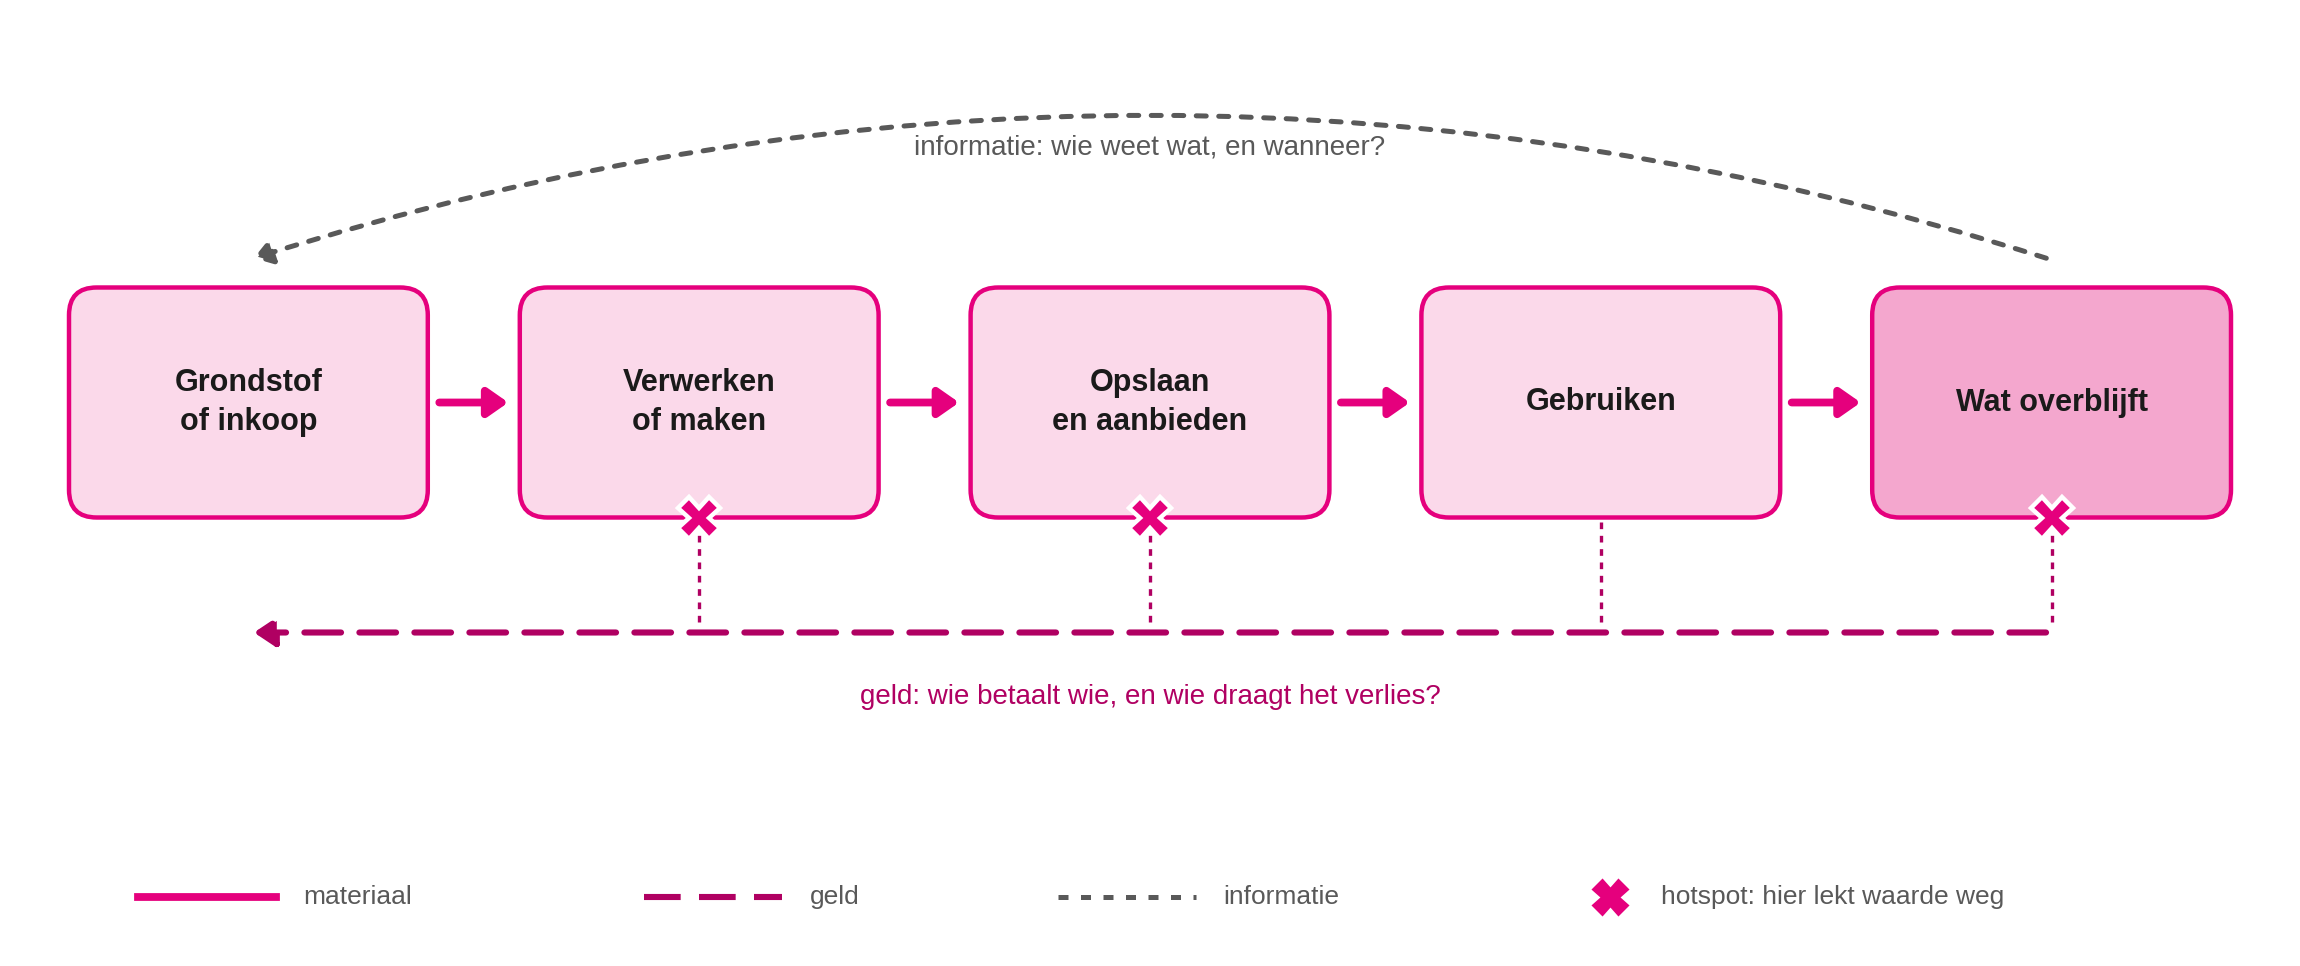 informatie: wie weet wat, en wanneer?
Grondstof
of inkoop
Verwerken
of maken
Opslaan
en aanbieden
Gebruiken
Wat overblijft
geld: wie betaalt wie, en wie draagt het verlies?
materiaal
geld
informatie
hotspot: hier lekt waarde weg